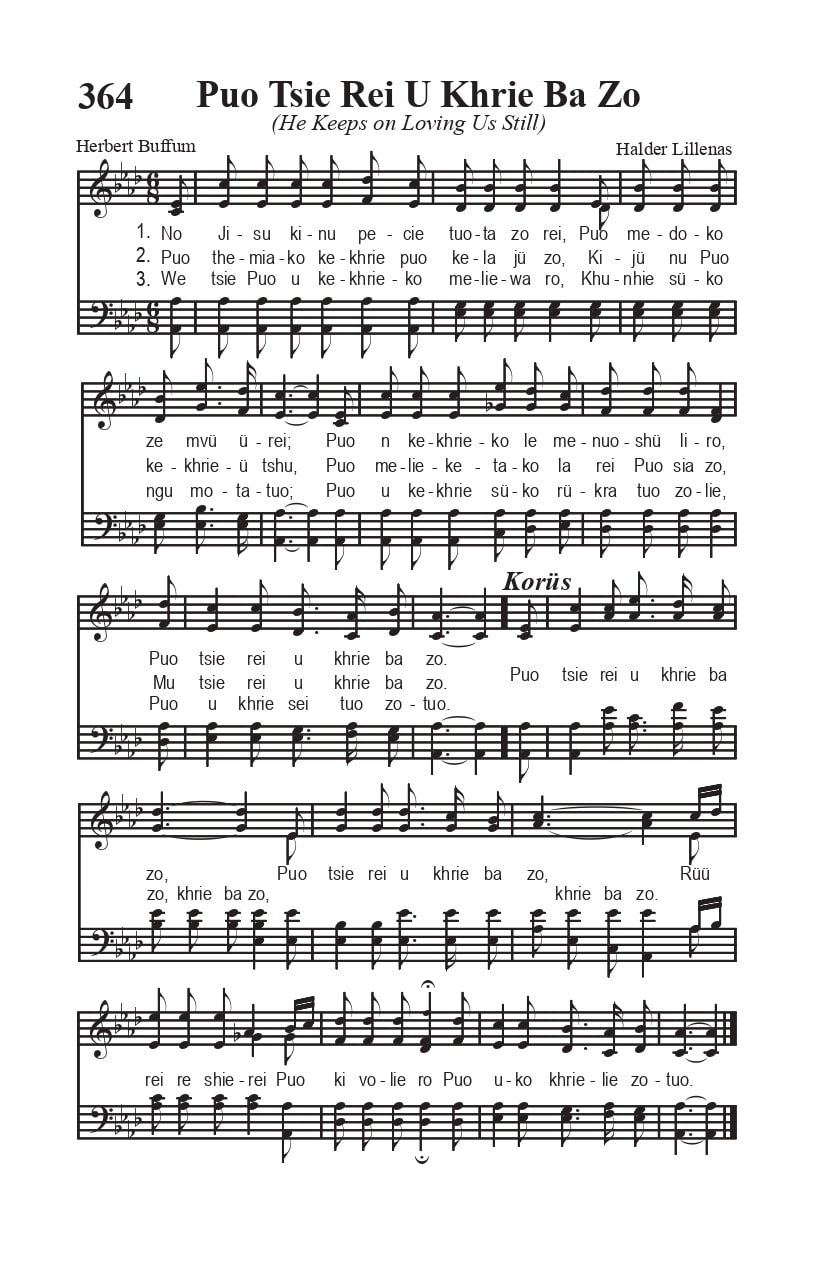 364 Puo Tsie Rei U Khrie Ba Zo
(He Keeps on Loving Us Still)
Herbert Buffum Halder Lillenas
1. No Ji - su ki - nu pe - cie tuo - ta zo rei, Puo me - do - ko
2. Puo the - mia - ko ke - khrie puo ke - la jü zo, Ki - jü nu Puo
3. We tsie Puo u ke - khrie - ko me - lie - wa ro, Khu - nhie sü - ko
ze mvü ü - rei; Puo n ke - khrie - ko le me - nuo - shü li - ro,
ke - khrie - ü tshu, Puo me - lie - ke - ta - ko la rei Puo sia zo,
ngu mo - ta - tuo; Puo u ke - khrie sü - ko rü - kra tuo zo - lie,
Korüs
Puo tsie rei u khrie ba zo.
Mu tsie rei u khrie ba zo.
Puo u khrie sei tuo zo - tuo.
Puo tsie rei u khrie ba
zo, Puo tsie rei u khrie ba zo, Rüü
zo, khrie ba zo, khrie ba zo.
rei re shie - rei Puo ki vo - lie ro Puo u - ko khrie - lie zo - tuo.